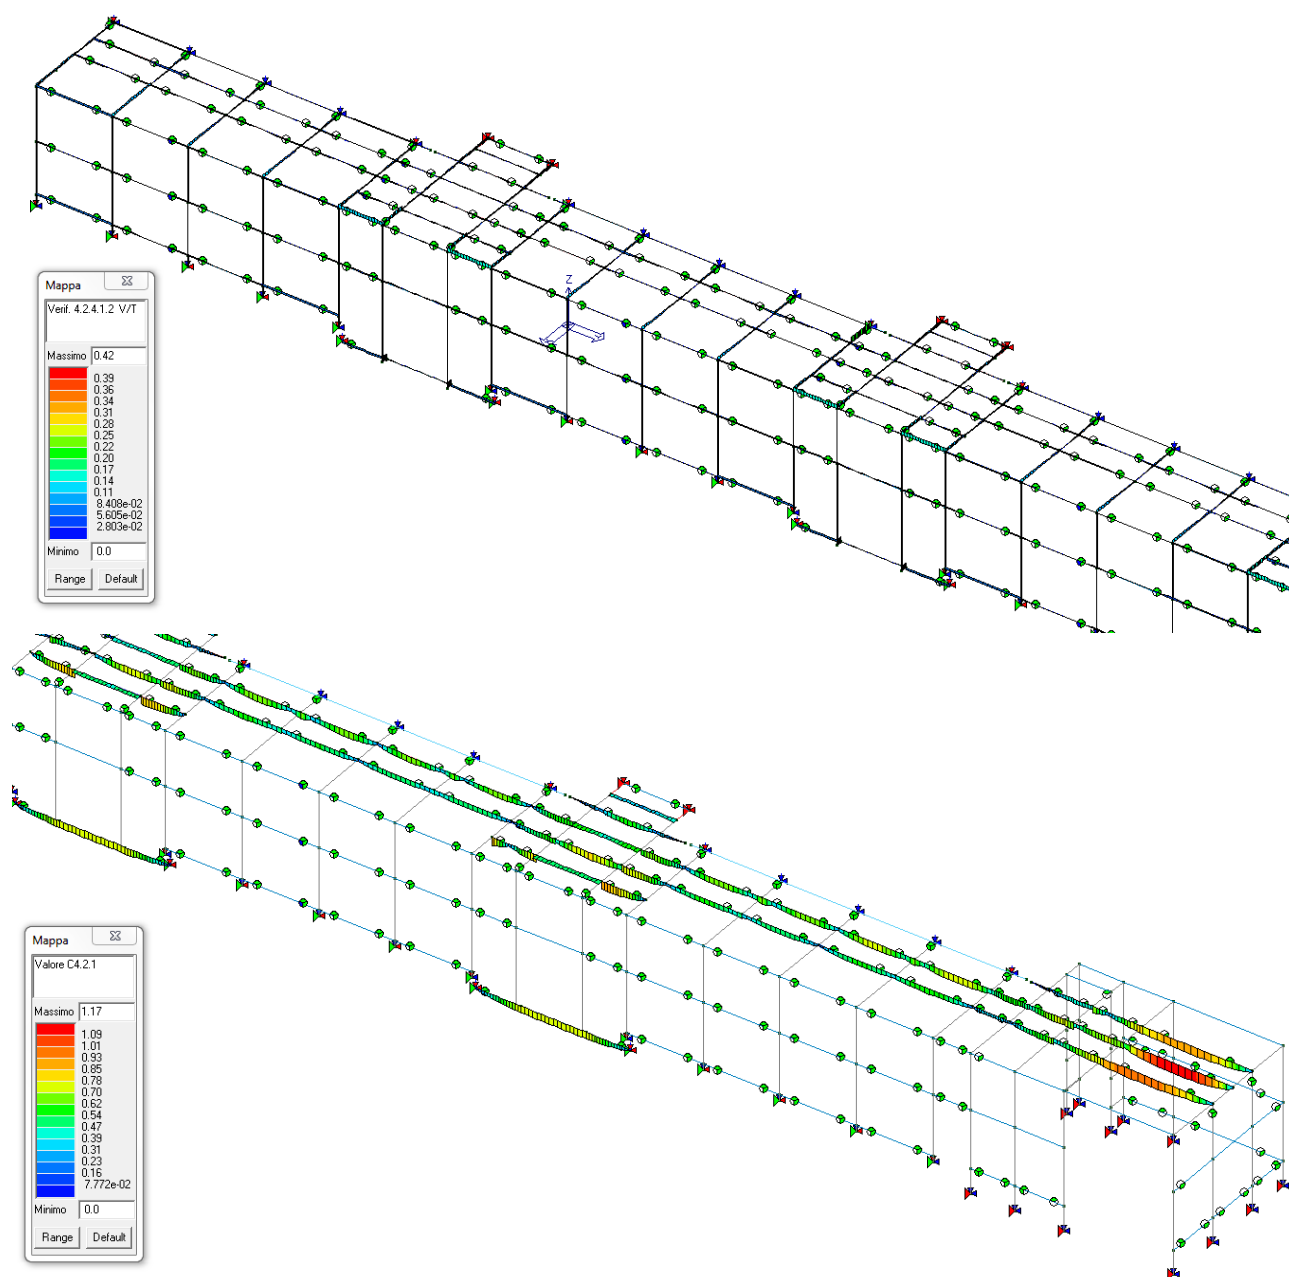 Z
Mappa
Verif. 4.2.4.1.2 V/T
Massimo 0.42
0.39
0.36
0.34
0.31
0.28
0.25
0.22
0.20
0.17
0.14
0.11
8.408e-02
5.605e-02
2.803e-02
Minimo 0.0
Range Default
Mappa
Valore C4.2.1
Massimo 1.17
1.09
1.01
0.93
0.85
0.78
0.70
0.62
0.54
0.47
0.39
0.31
0.23
0.16
7.772e-02
Minimo 0.0
Range Default